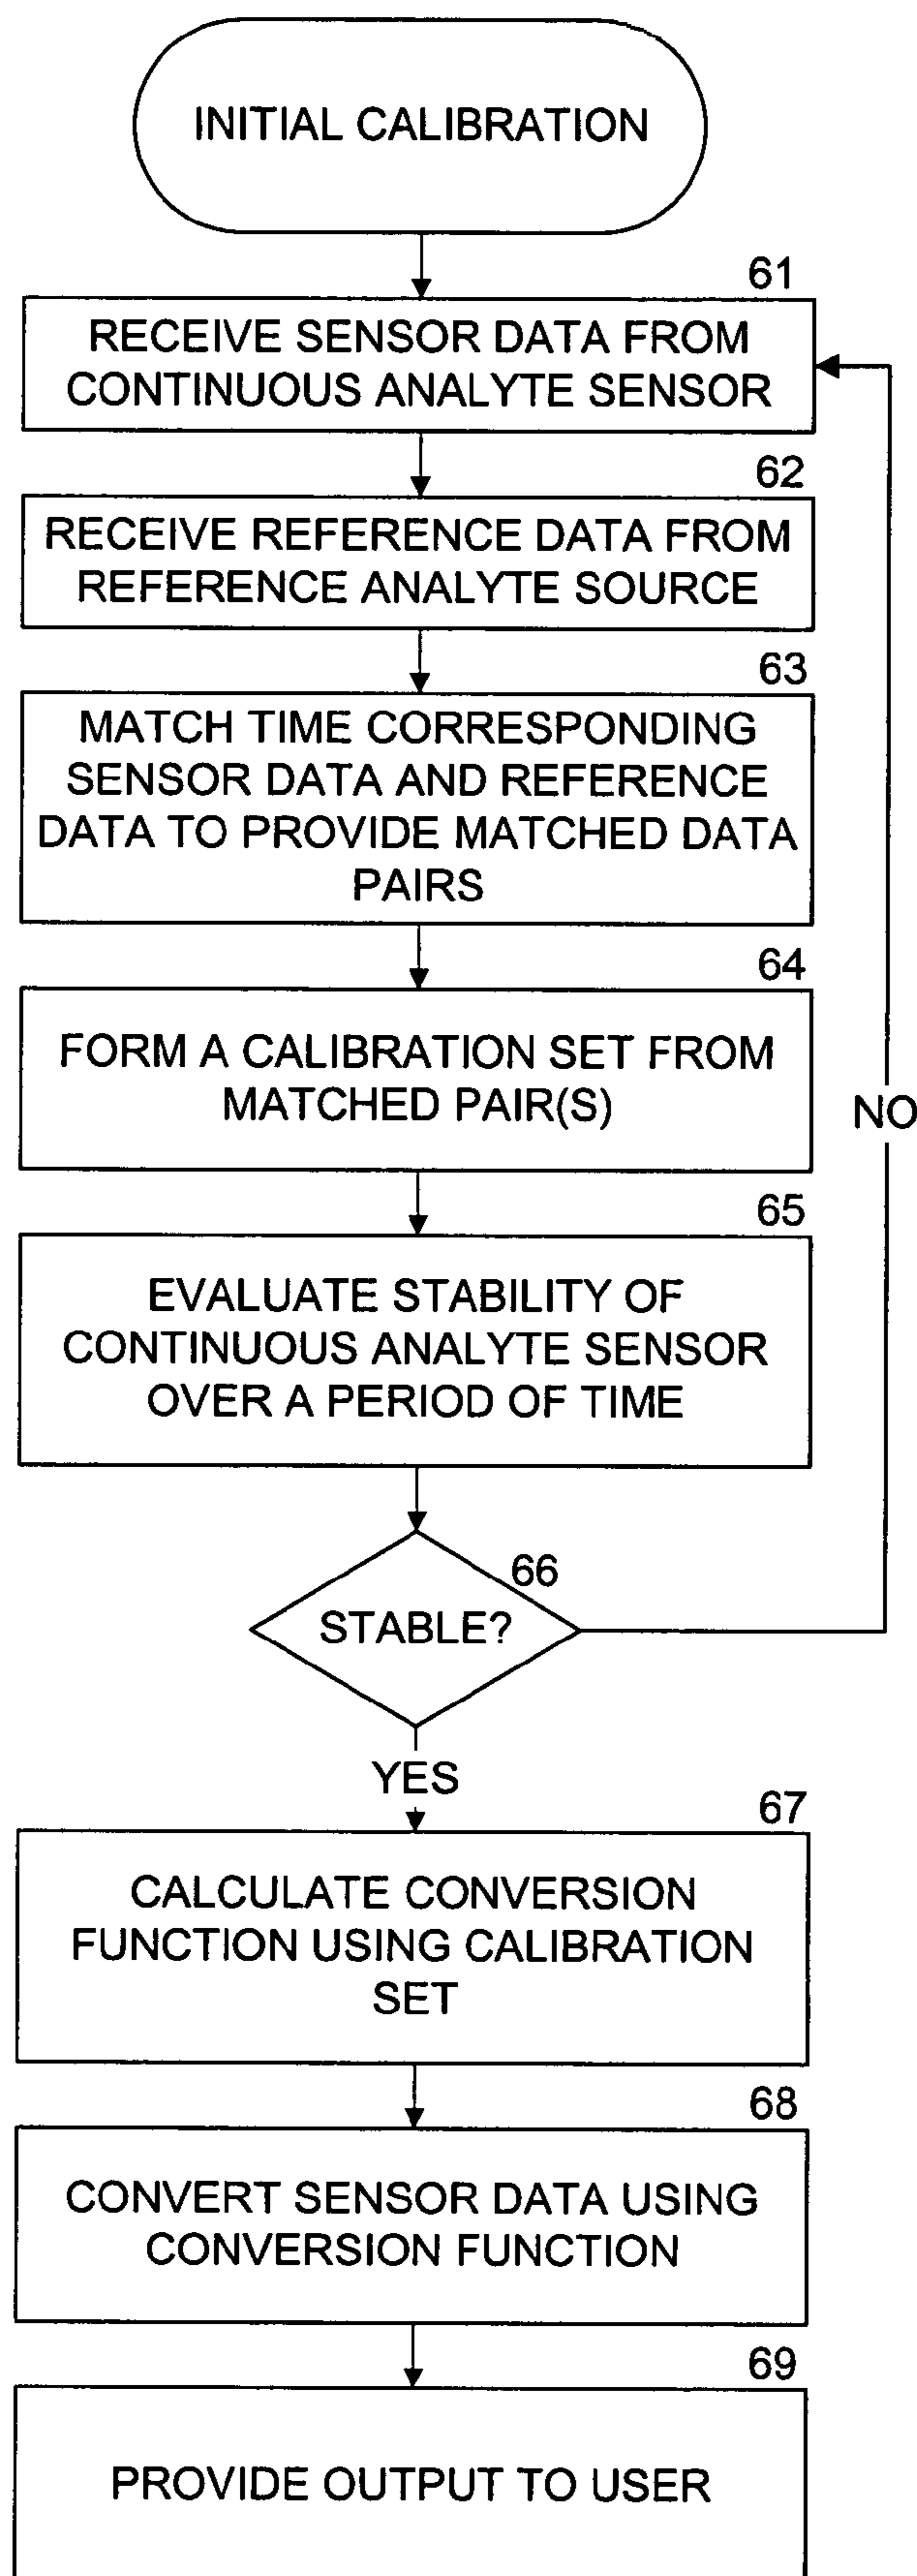 INITIAL CALIBRATION
61
RECEIVE SENSOR DATA FROM
CONTINUOUS ANALYTE SENSOR
62
RECEIVE REFERENCE DATA FROM
REFERENCE ANALYTE SOURCE
63
MATCH TIME CORRESPONDING
SENSOR DATA AND REFERENCE
DATA TO PROVIDE MATCHED DATA
PAIRS
64
FORM A CALIBRATION SET FROM
MATCHED PAIR(S)
NO
65
EVALUATE STABILITY OF
CONTINUOUS ANALYTE SENSOR
OVER A PERIOD OF TIME
66
STABLE?
YES
67
CALCULATE CONVERSION
FUNCTION USING CALIBRATION
SET
68
CONVERT SENSOR DATA USING
CONVERSION FUNCTION
69
PROVIDE OUTPUT TO USER